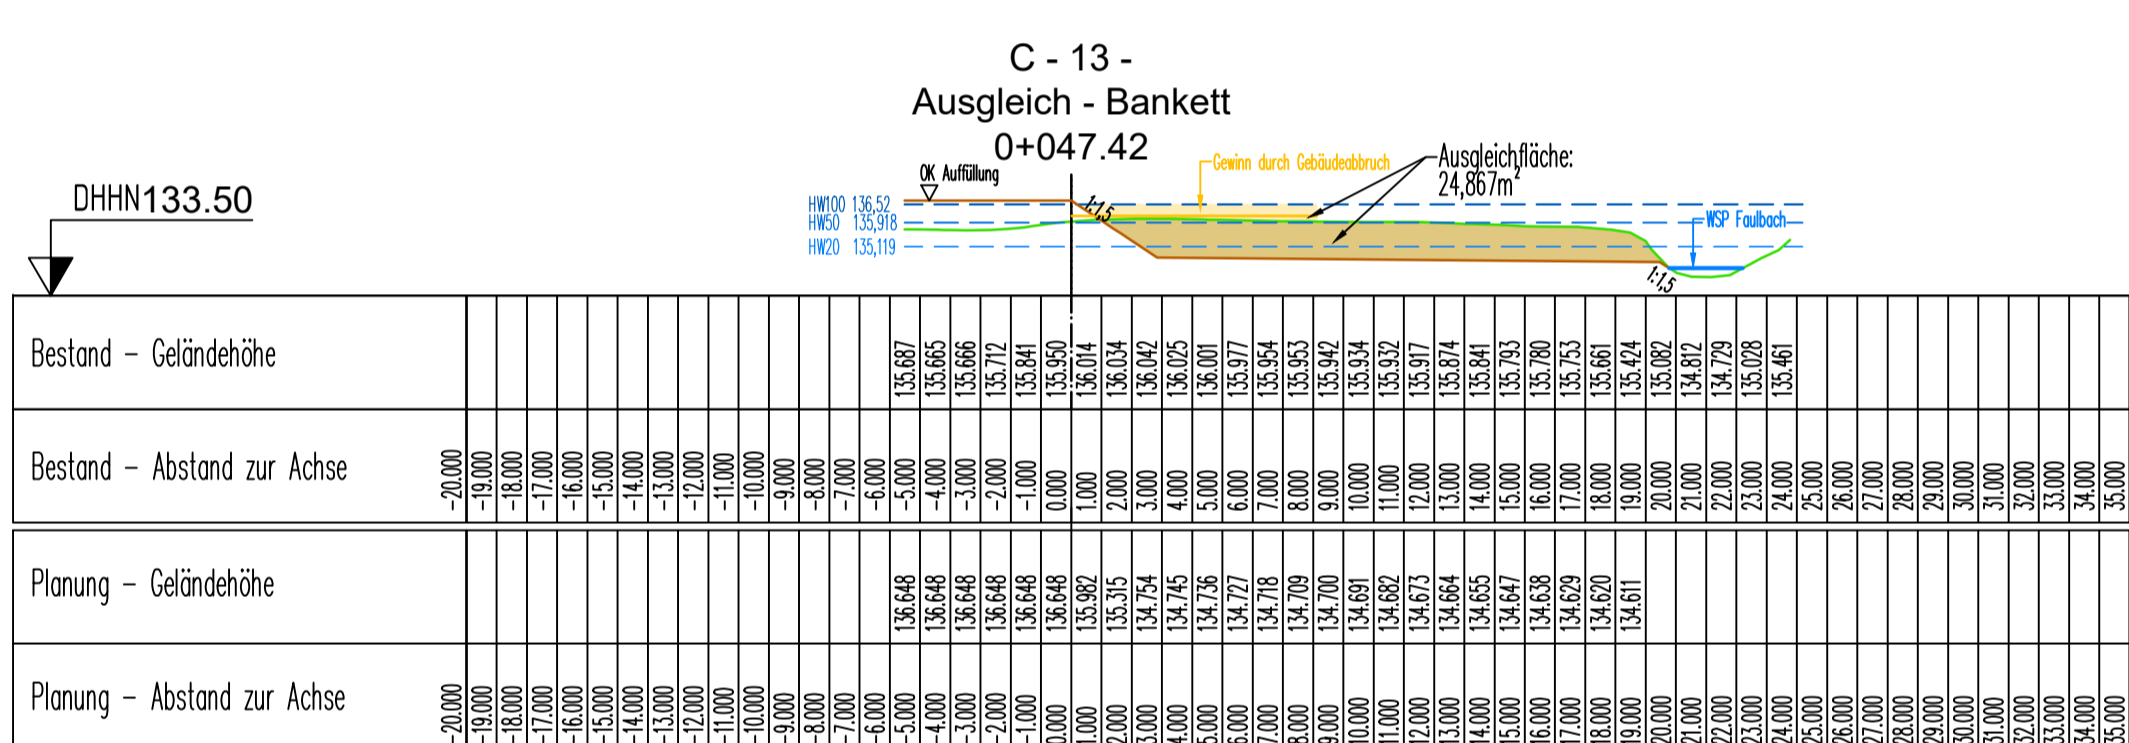 C - 13 -
Ausgleich - Bankett
0+047.42
DHHN133.50
OK Auffüllung
Gewinn durch Gebäudeabbruch
Ausgleichfläche:
24,867m²
HW100 136,52
HW50 135,918
HW20 135,119
1:1,5
WSP Faulbach
1:1,5
Bestand – Geländehöhe 135.687 135.665 135.666 135.712 135.841 135.950 136.014 136.034 136.042 136.025 136.001 135.977 135.954 135.953 135.942 135.934 135.932 135.917 135.874 135.841 135.793 135.780 135.753 135.661 135.424 135.082 134.812 134.729 135.028 135.461
Bestand – Abstand zur Achse -20.000 -19.000 -18.000 -17.000 -16.000 -15.000 -14.000 -13.000 -12.000 -11.000 -10.000 -9.000 -8.000 -7.000 -6.000 -5.000 -4.000 -3.000 -2.000 -1.000 0.000 1.000 2.000 3.000 4.000 5.000 6.000 7.000 8.000 9.000 10.000 11.000 12.000 13.000 14.000 15.000 16.000 17.000 18.000 19.000 20.000 21.000 22.000 23.000 24.000 25.000 26.000 27.000 28.000 29.000 30.000 31.000 32.000 33.000 34.000 35.000
Planung – Geländehöhe 136.648 136.648 136.648 136.648 136.648 136.648 135.982 135.315 134.754 134.745 134.736 134.727 134.718 134.709 134.700 134.691 134.682 134.673 134.664 134.655 134.647 134.638 134.629 134.620 134.611
Planung – Abstand zur Achse -20.000 -19.000 -18.000 -17.000 -16.000 -15.000 -14.000 -13.000 -12.000 -11.000 -10.000 -9.000 -8.000 -7.000 -6.000 -5.000 -4.000 -3.000 -2.000 -1.000 0.000 1.000 2.000 3.000 4.000 5.000 6.000 7.000 8.000 9.000 10.000 11.000 12.000 13.000 14.000 15.000 16.000 17.000 18.000 19.000 20.000 21.000 22.000 23.000 24.000 25.000 26.000 27.000 28.000 29.000 30.000 31.000 32.000 33.000 34.000 35.000